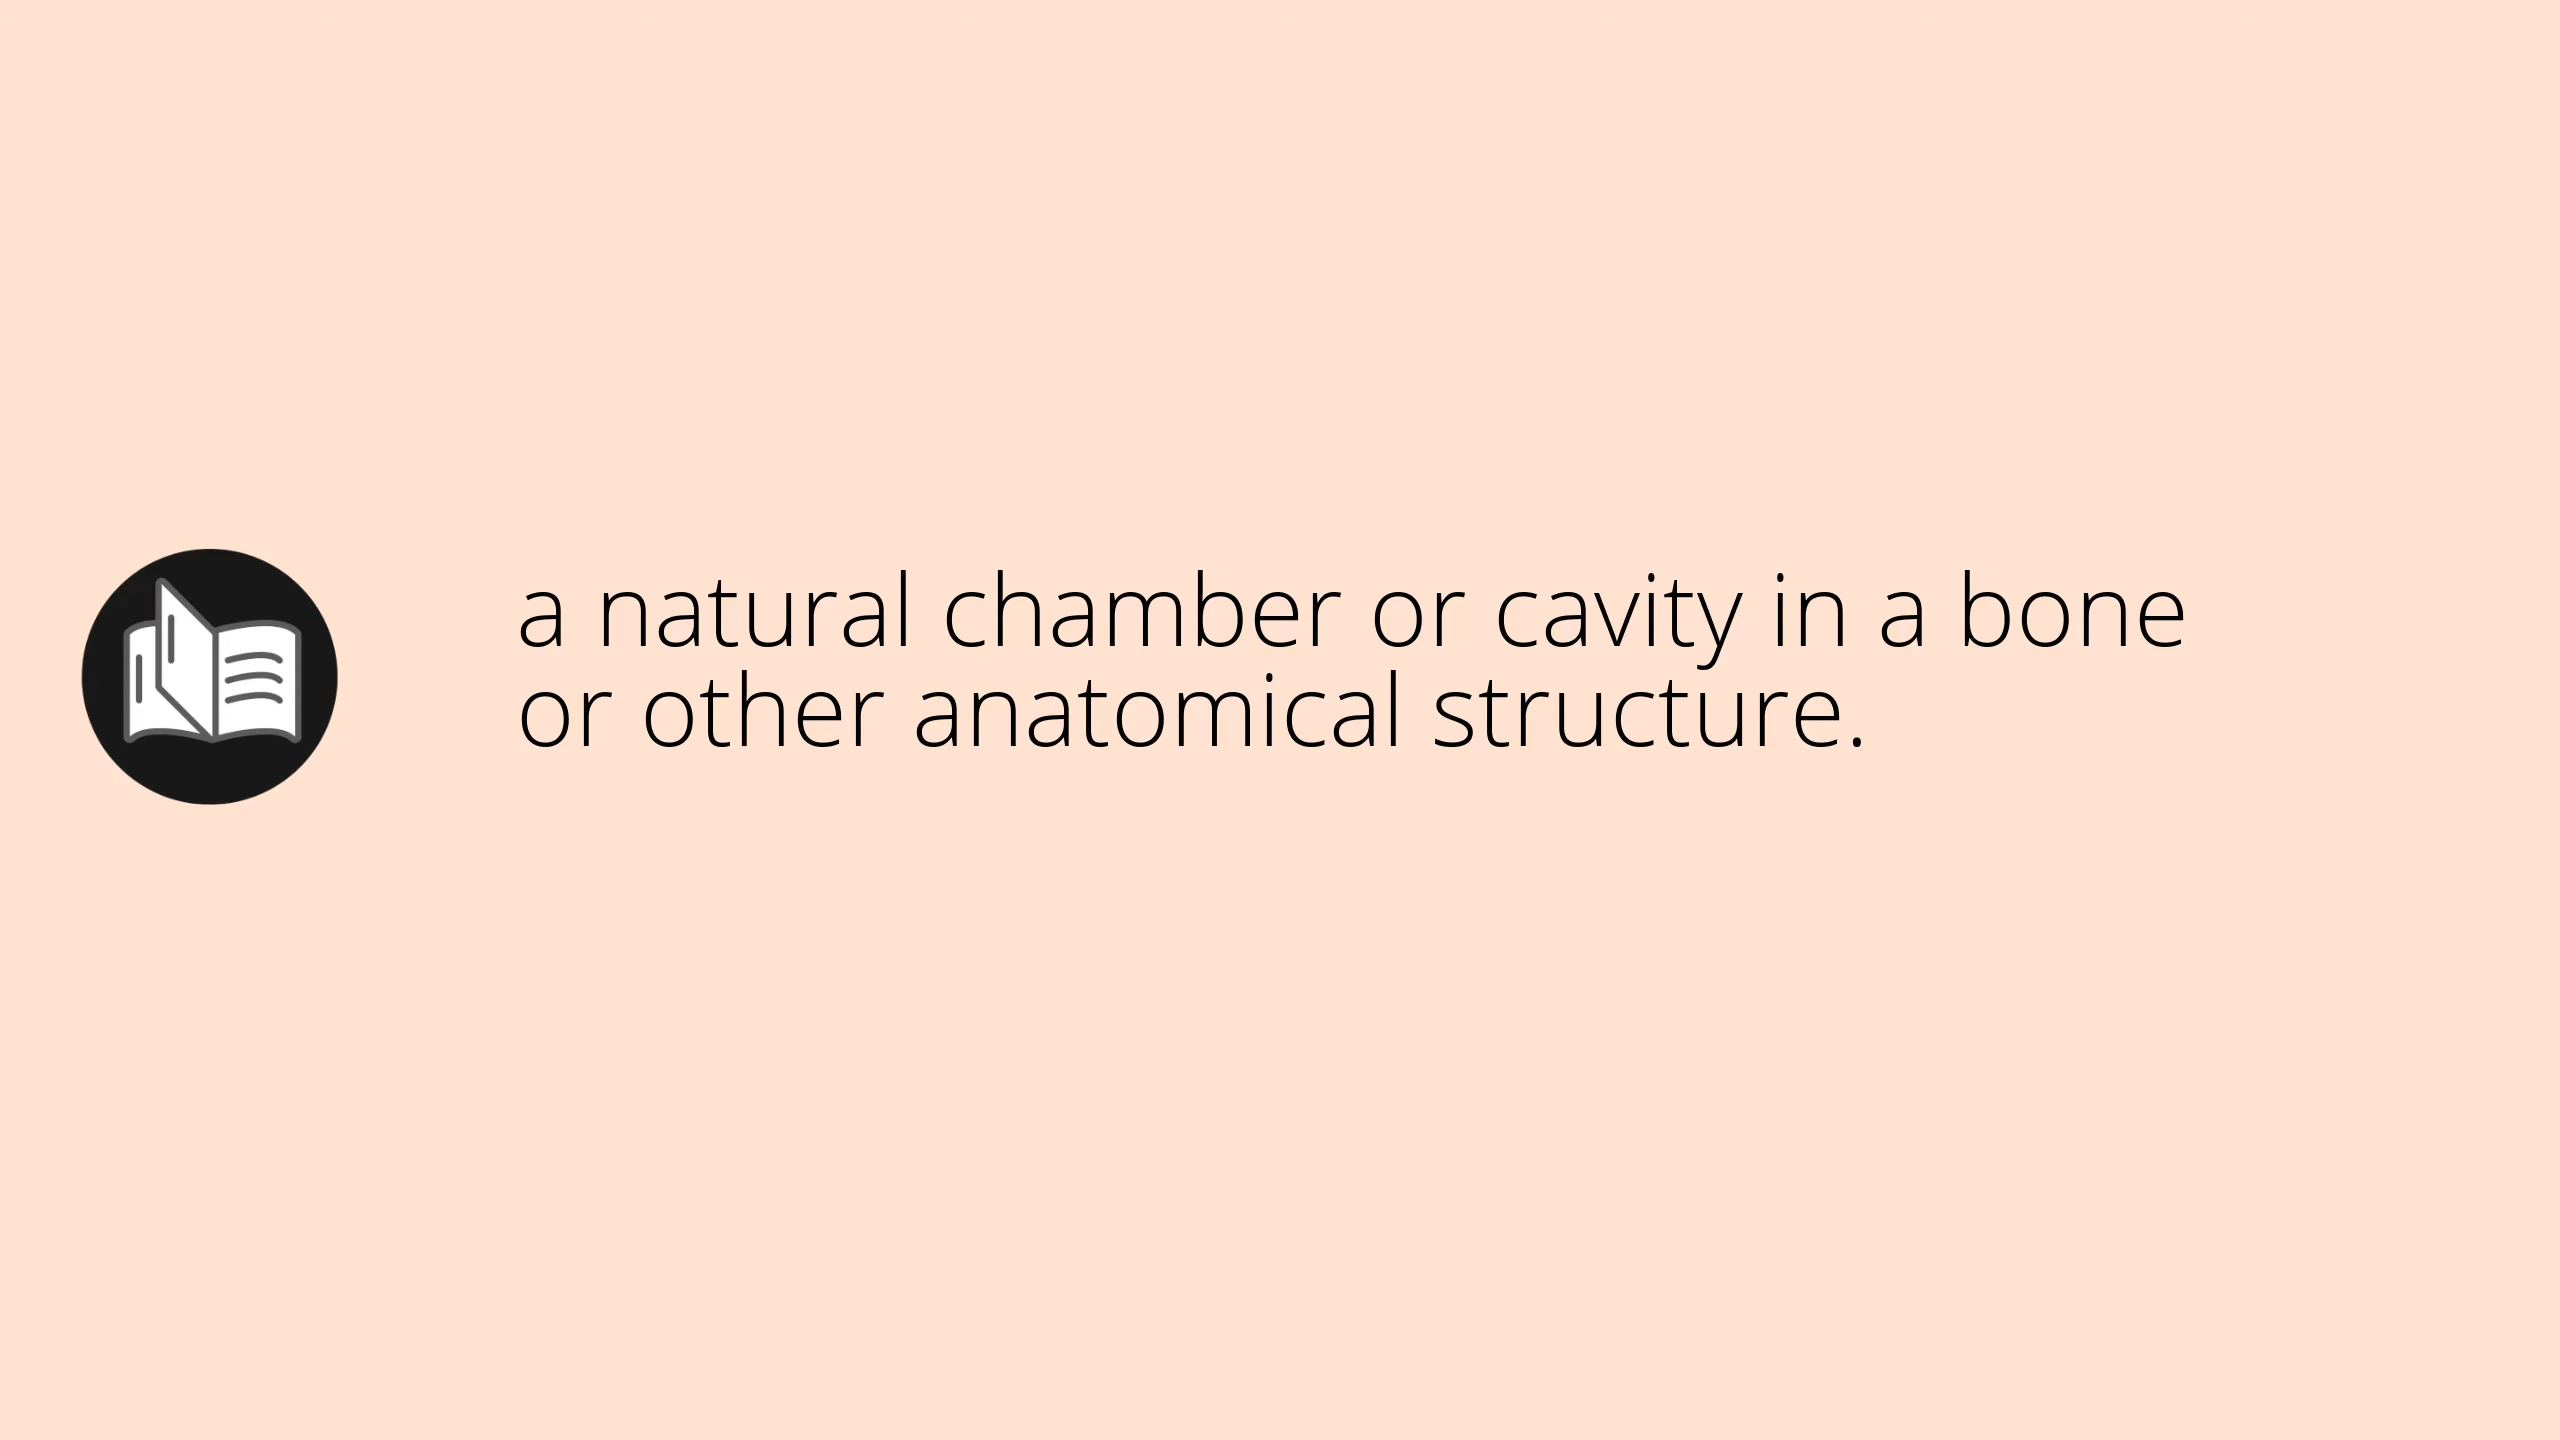 a natural chamber or cavity in a bone
or other anatomical structure.